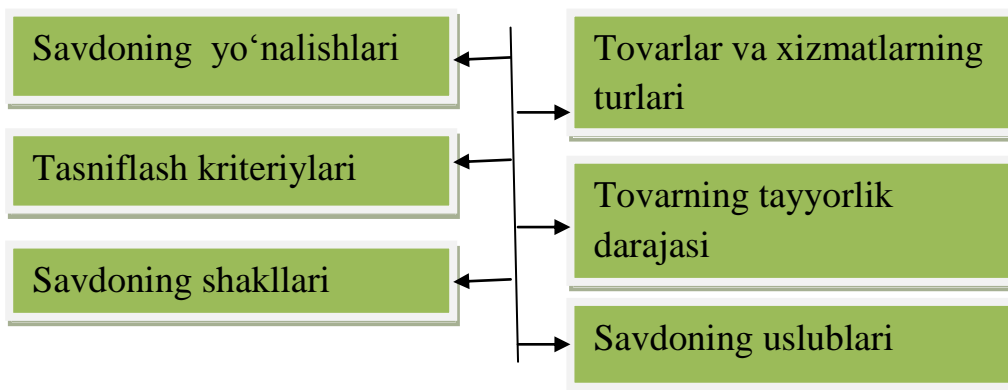 Savdoning yo‘nalishlari
Tasniflash kriteriylari
Savdoning shakllari
Tovarlar va xizmatlarning
turlari
Tovarning tayyorlik
darajasi
Savdoning uslublari